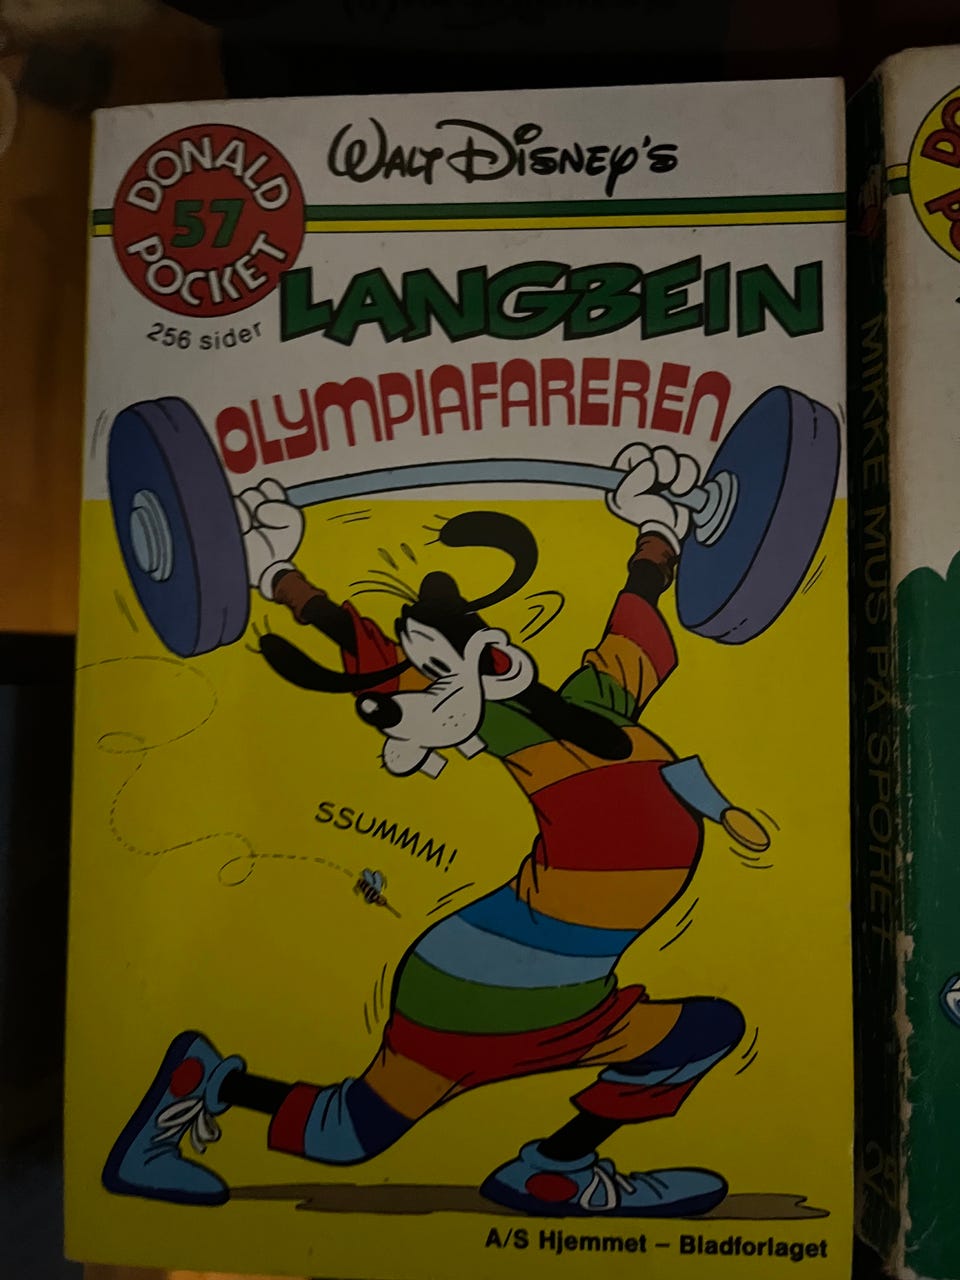 WALT DISNEY'S
DONALD
57
POCKET
256 sider
LANGBEIN
OLYMPIAFAREREN
SSUMMM!
A/S Hjemmet – Bladforlaget
MIKKE MUS PÅ SPORET